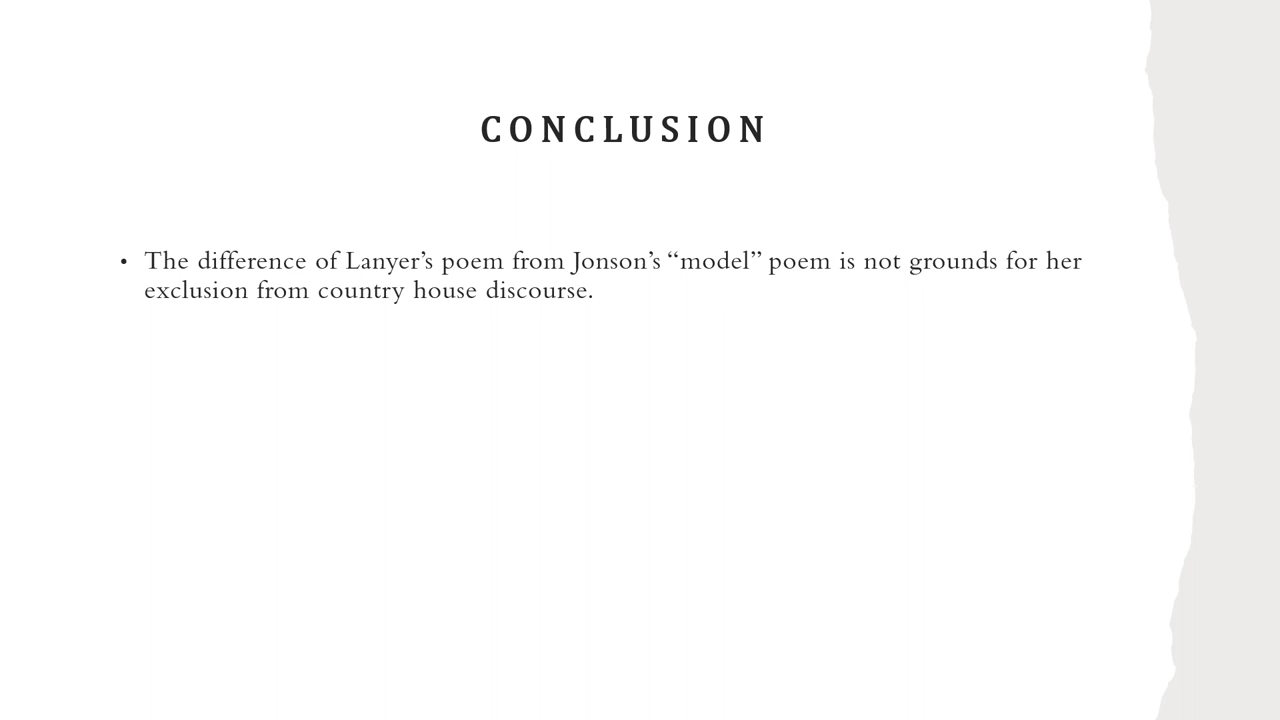 CONCLUSION
• The difference of Lanyer’s poem from Jonson’s “model” poem is not grounds for her
exclusion from country house discourse.